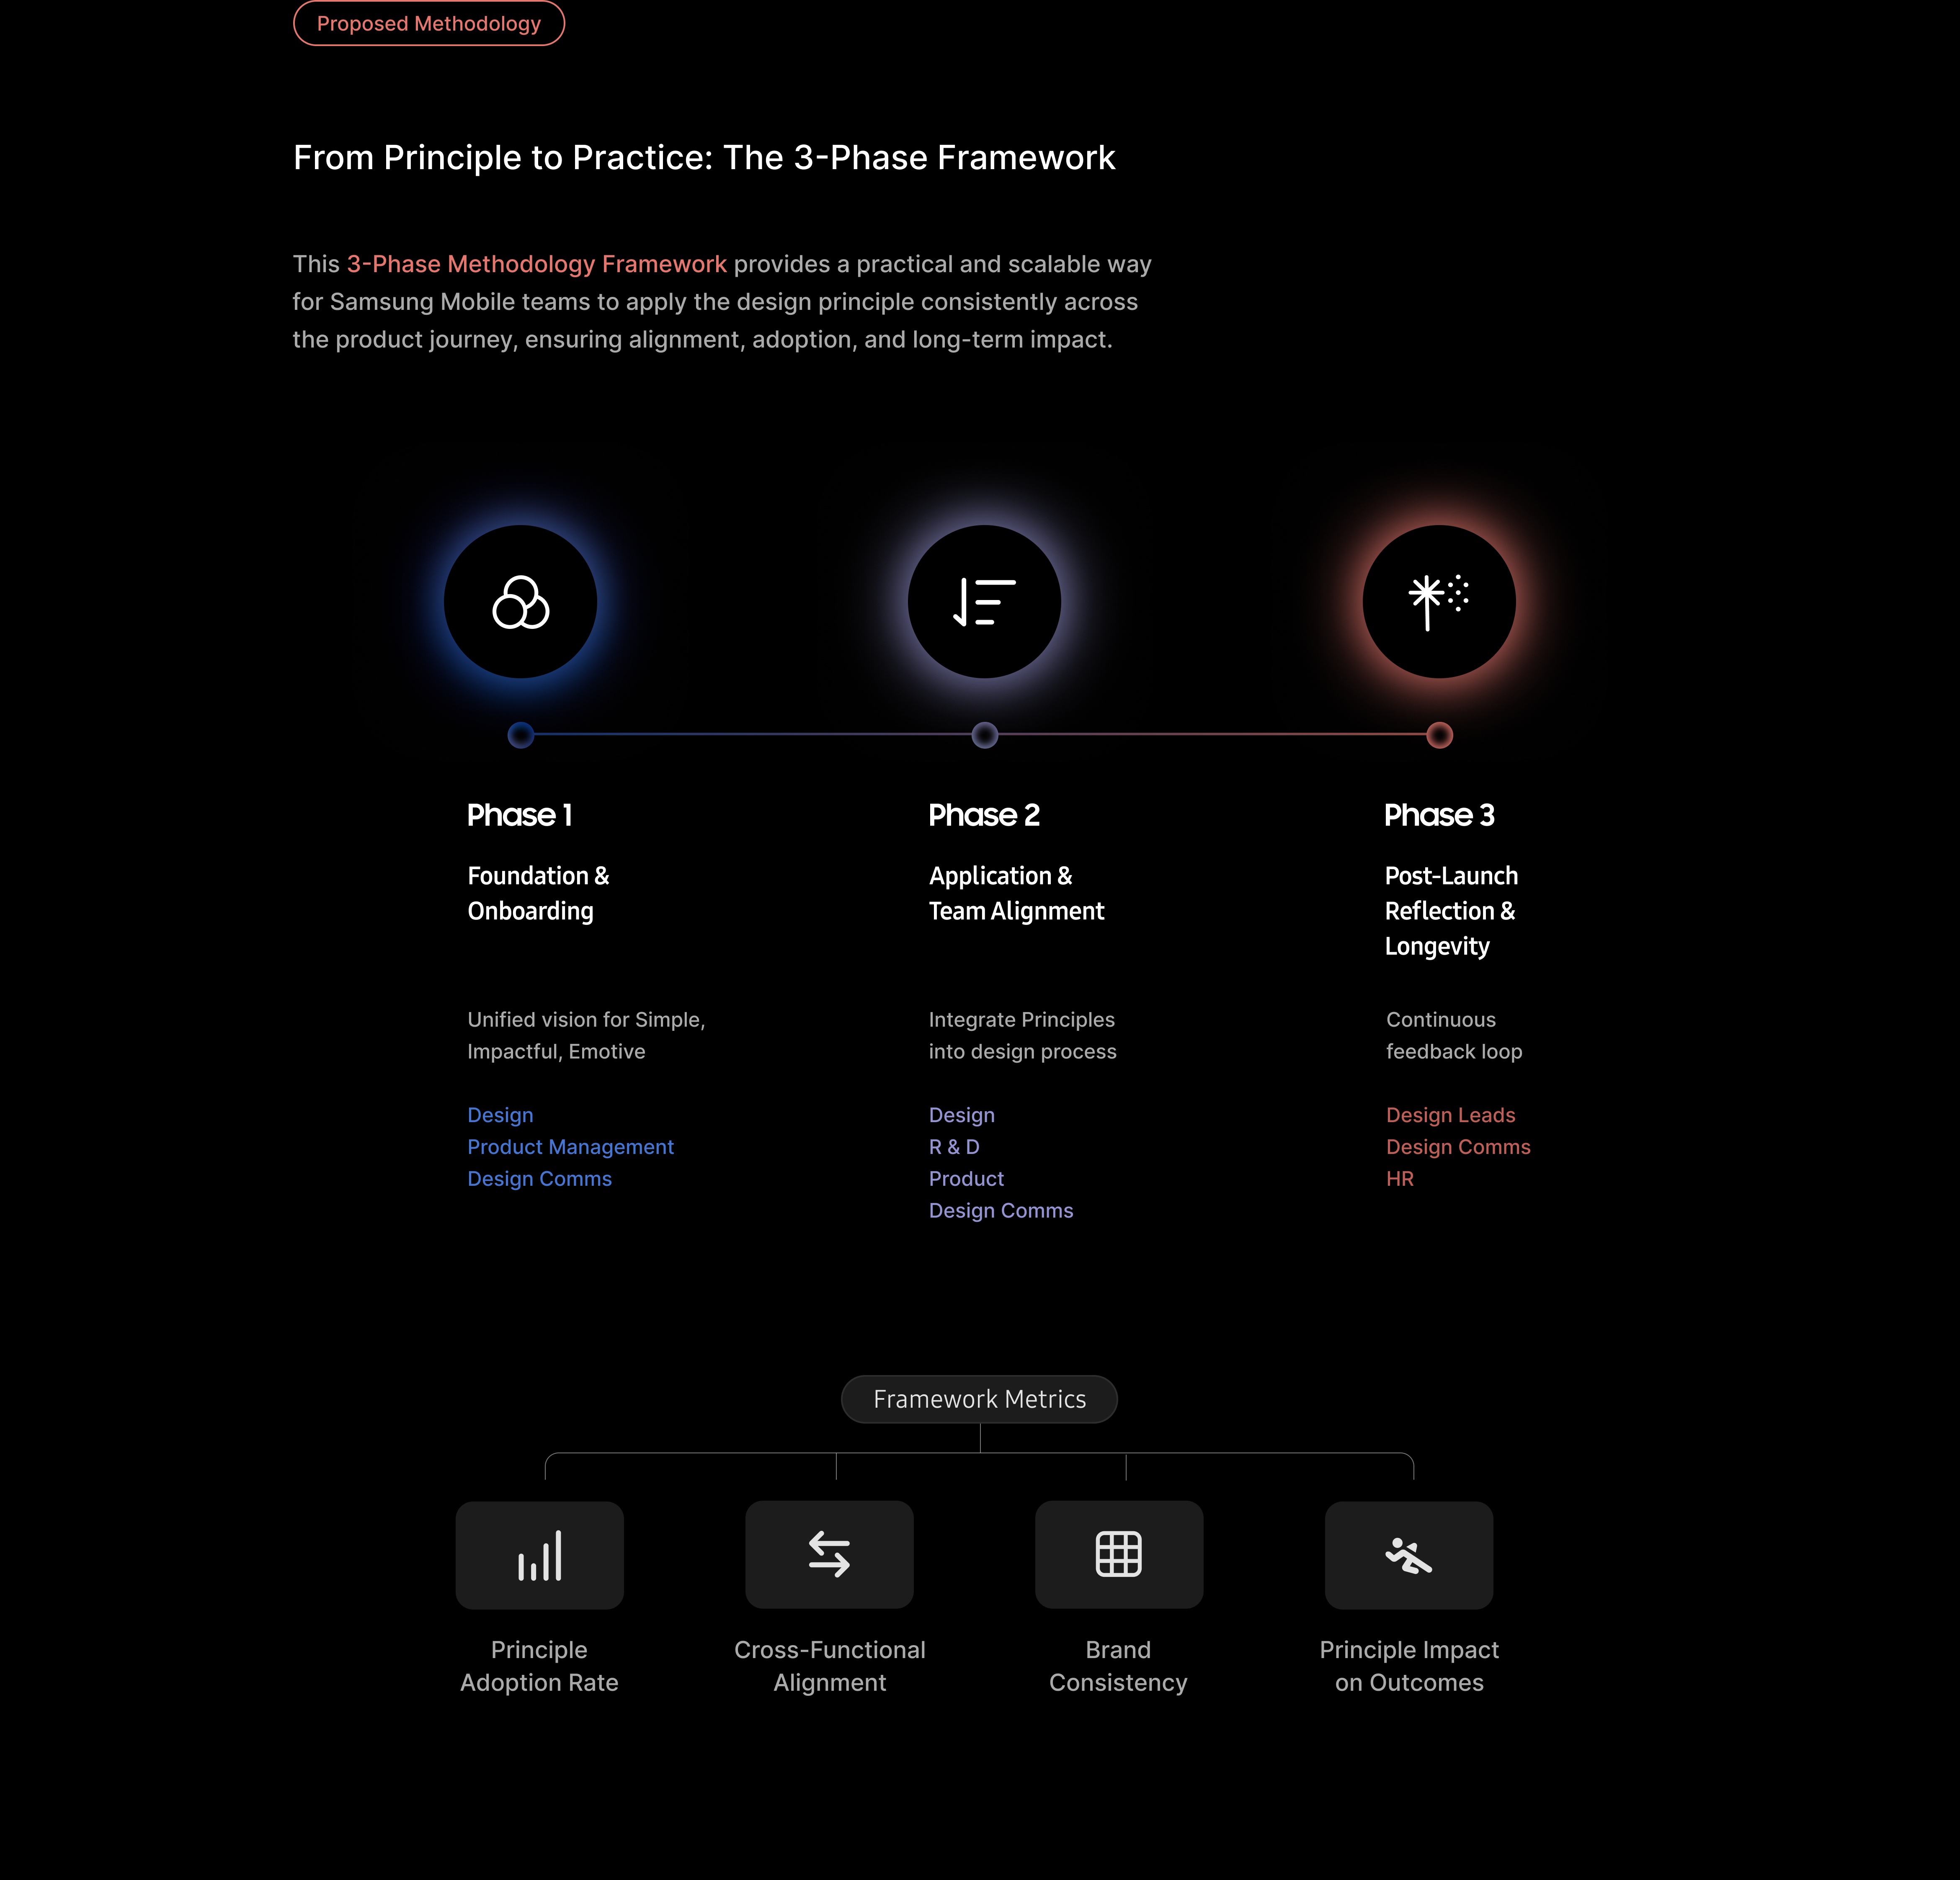 Proposed Methodology
From Principle to Practice: The 3-Phase Framework
This 3-Phase Methodology Framework provides a practical and scalable way
for Samsung Mobile teams to apply the design principle consistently across
the product journey, ensuring alignment, adoption, and long-term impact.
Phase 1
Foundation &
Onboarding
Unified vision for Simple,
Impactful, Emotive
Design
Product Management
Design Comms
Phase 2
Application &
Team Alignment
Integrate Principles
into design process
Design
R & D
Product
Design Comms
Phase 3
Post-Launch
Reflection &
Longevity
Continuous
feedback loop
Design Leads
Design Comms
HR
Framework Metrics
Principle
Adoption Rate
Cross-Functional
Alignment
Brand
Consistency
Principle Impact
on Outcomes